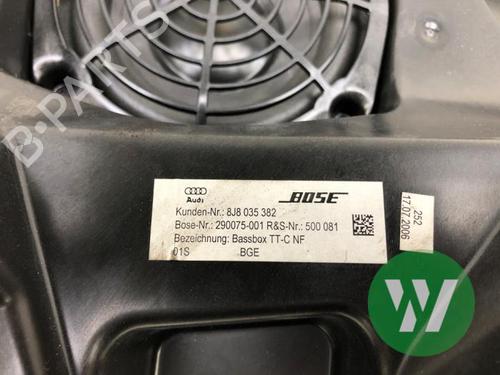 B-PARTS
Audi
BOSE
Kunden-Nr.: 8J8 035 382
Bose-Nr.: 290075-001 R&S-Nr.: 500 081
Bezeichnung: Bassbox TT-C NF
01S BGE
252
17.07.2006
W